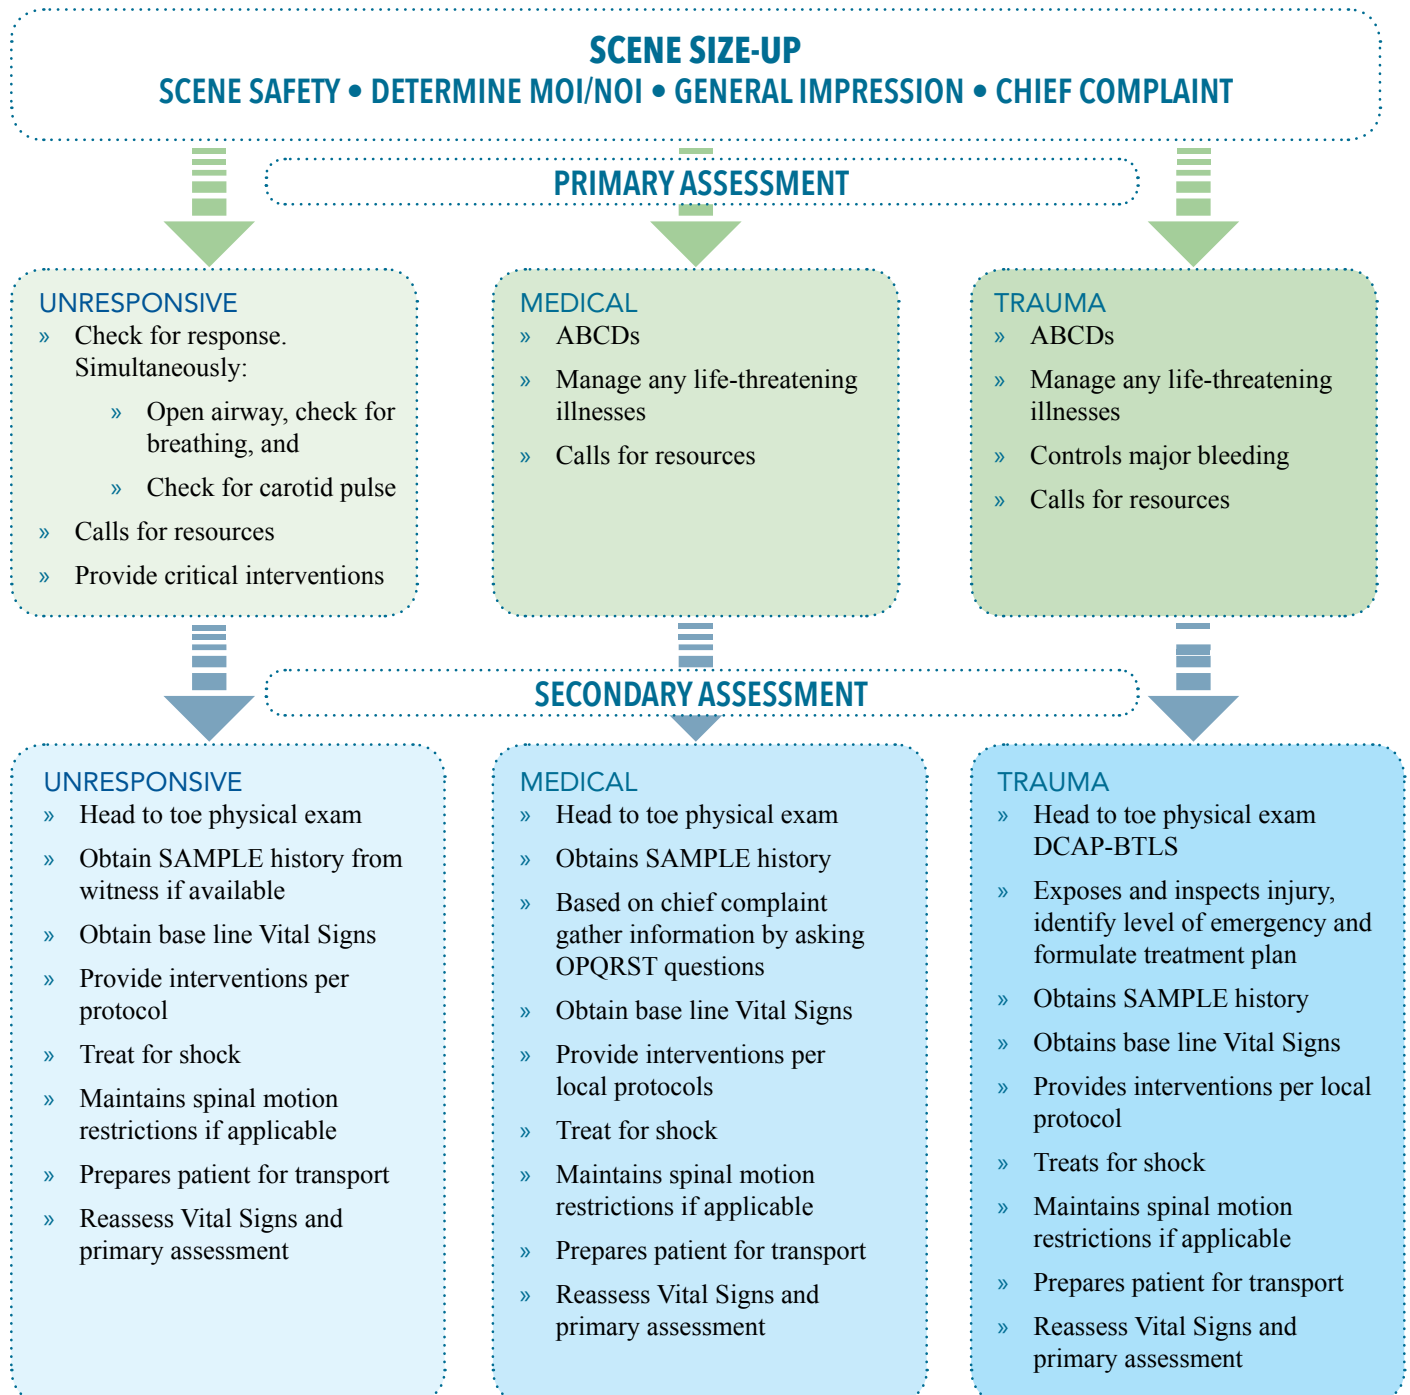 SCENE SIZE-UP
SCENE SAFETY • DETERMINE MOI/NOI • GENERAL IMPRESSION • CHIEF COMPLAINT
PRIMARY ASSESSMENT
UNRESPONSIVE
» Check for response.
Simultaneously:
» Open airway, check for
breathing, and
» Check for carotid pulse
» Calls for resources
» Provide critical interventions
MEDICAL
» ABCDs
» Manage any life-threatening
illnesses
» Calls for resources
TRAUMA
» ABCDs
» Manage any life-threatening
illnesses
» Controls major bleeding
» Calls for resources
SECONDARY ASSESSMENT
UNRESPONSIVE
» Head to toe physical exam
» Obtain SAMPLE history from
witness if available
» Obtain base line Vital Signs
» Provide interventions per
protocol
» Treat for shock
» Maintains spinal motion
restrictions if applicable
» Prepares patient for transport
» Reassess Vital Signs and
primary assessment
MEDICAL
» Head to toe physical exam
» Obtains SAMPLE history
» Based on chief complaint
gather information by asking
OPQRST questions
» Obtain base line Vital Signs
» Provide interventions per
local protocols
» Treat for shock
» Maintains spinal motion
restrictions if applicable
» Prepares patient for transport
» Reassess Vital Signs and
primary assessment
TRAUMA
» Head to toe physical exam
DCAP-BTLS
» Exposes and inspects injury,
identify level of emergency and
formulate treatment plan
» Obtains SAMPLE history
» Obtains base line Vital Signs
» Provides interventions per local
protocol
» Treats for shock
» Maintains spinal motion
restrictions if applicable
» Prepares patient for transport
» Reassess Vital Signs and
primary assessment